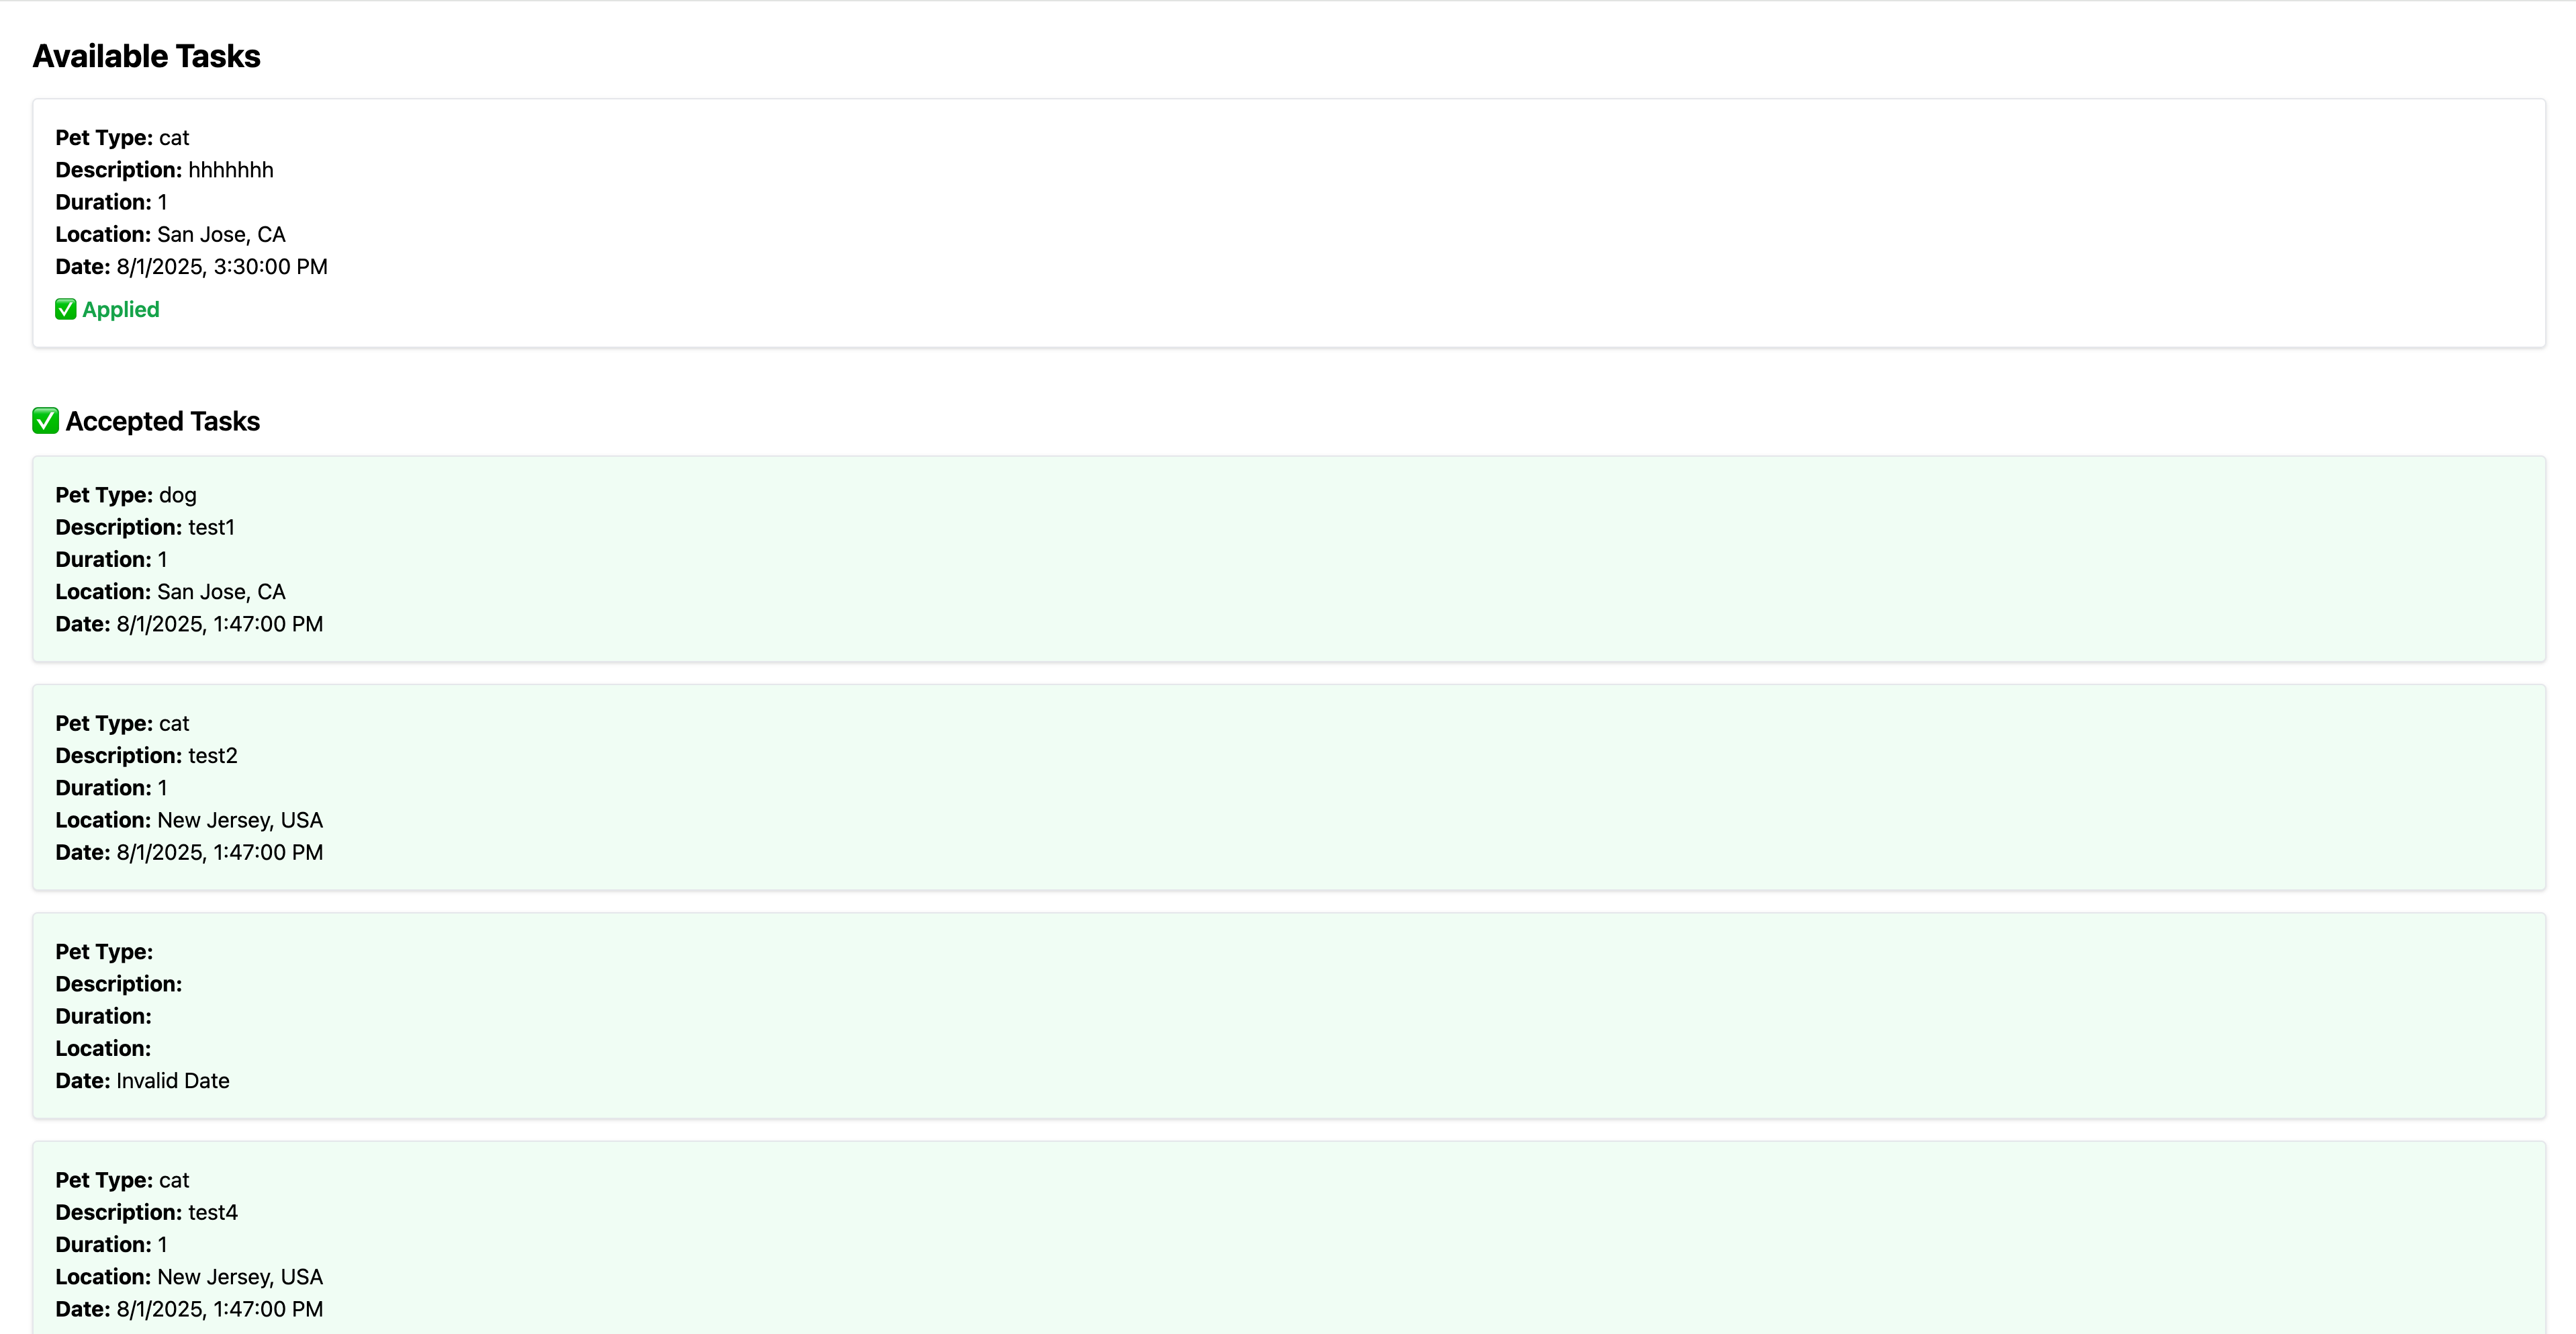 Available Tasks
Pet Type: cat
Description: hhhhhhh
Duration: 1
Location: San Jose, CA
Date: 8/1/2025, 3:30:00 PM
✅ Applied
✅ Accepted Tasks
Pet Type: dog
Description: test1
Duration: 1
Location: San Jose, CA
Date: 8/1/2025, 1:47:00 PM
Pet Type: cat
Description: test2
Duration: 1
Location: New Jersey, USA
Date: 8/1/2025, 1:47:00 PM
Pet Type:
Description:
Duration:
Location:
Date: Invalid Date
Pet Type: cat
Description: test4
Duration: 1
Location: New Jersey, USA
Date: 8/1/2025, 1:47:00 PM